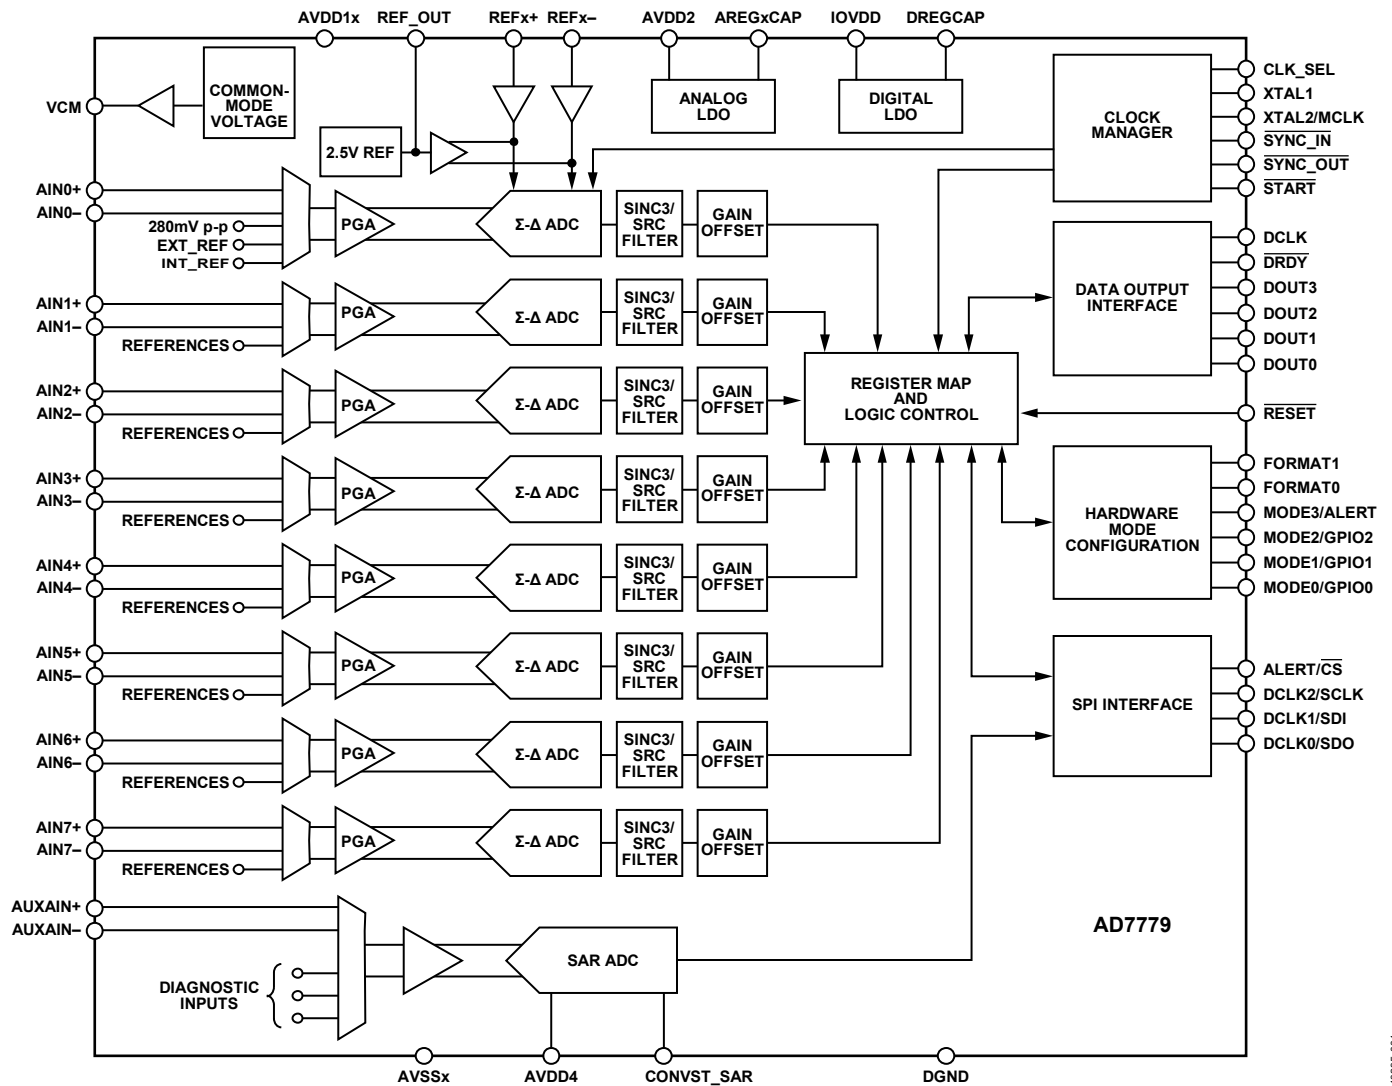 AVDD1x REF_OUT REFx+ REFx– AVDD2 AREGxCAP IOVDD DREGCAP
COMMON-
MODE
VOLTAGE
VCM
2.5V REF
ANALOG
LDO
DIGITAL
LDO
CLOCK
MANAGER
CLK_SEL
XTAL1
XTAL2/MCLK
SYNC_IN
SYNC_OUT
START
AIN0+
AIN0–
280mV p-p
EXT_REF
INT_REF
PGA
Σ-Δ ADC
SINC3/
SRC
FILTER
GAIN
OFFSET
DATA OUTPUT
INTERFACE
DCLK
DRDY
DOUT3
DOUT2
DOUT1
DOUT0
AIN1+
AIN1–
REFERENCES
PGA
Σ-Δ ADC
SINC3/
SRC
FILTER
GAIN
OFFSET
REGISTER MAP
AND
LOGIC CONTROL
RESET
AIN2+
AIN2–
REFERENCES
PGA
Σ-Δ ADC
SINC3/
SRC
FILTER
GAIN
OFFSET
AIN3+
AIN3–
REFERENCES
PGA
Σ-Δ ADC
SINC3/
SRC
FILTER
GAIN
OFFSET
HARDWARE
MODE
CONFIGURATION
FORMAT1
FORMAT0
MODE3/ALERT
MODE2/GPIO2
MODE1/GPIO1
MODE0/GPIO0
AIN4+
AIN4–
REFERENCES
PGA
Σ-Δ ADC
SINC3/
SRC
FILTER
GAIN
OFFSET
AIN5+
AIN5–
REFERENCES
PGA
Σ-Δ ADC
SINC3/
SRC
FILTER
GAIN
OFFSET
SPI INTERFACE
ALERT/CS
DCLK2/SCLK
DCLK1/SDI
DCLK0/SDO
AIN6+
AIN6–
REFERENCES
PGA
Σ-Δ ADC
SINC3/
SRC
FILTER
GAIN
OFFSET
AIN7+
AIN7–
REFERENCES
PGA
Σ-Δ ADC
SINC3/
SRC
FILTER
GAIN
OFFSET
AUXAIN+
AUXAIN–
DIAGNOSTIC
INPUTS
SAR ADC
AD7779
AVSSx AVDD4 CONVST_SAR DGND